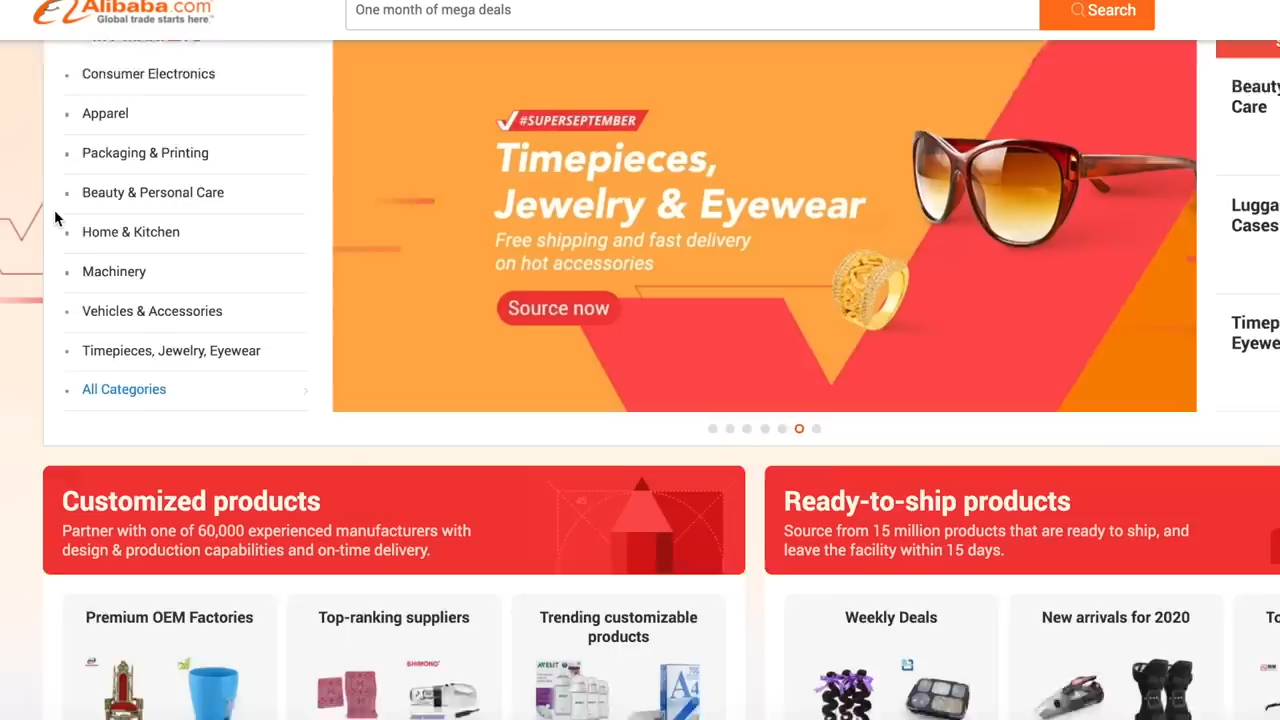 Alibaba.com
Global trade starts here.™
One month of mega deals
Search
Consumer Electronics
Apparel
Packaging & Printing
Beauty & Personal Care
Home & Kitchen
Machinery
Vehicles & Accessories
Timepieces, Jewelry, Eyewear
All Categories
#SUPERSEPTEMBER
Timepieces,
Jewelry & Eyewear
Free shipping and fast delivery
on hot accessories
Source now
Beauty
Care
Lugga
Cases
Timep
Eyewe
Customized products
Partner with one of 60,000 experienced manufacturers with
design & production capabilities and on-time delivery.
Ready-to-ship products
Source from 15 million products that are ready to ship, and
leave the facility within 15 days.
Premium OEM Factories
Top-ranking suppliers
Trending customizable
products
Weekly Deals
New arrivals for 2020
To
AVENT
A4